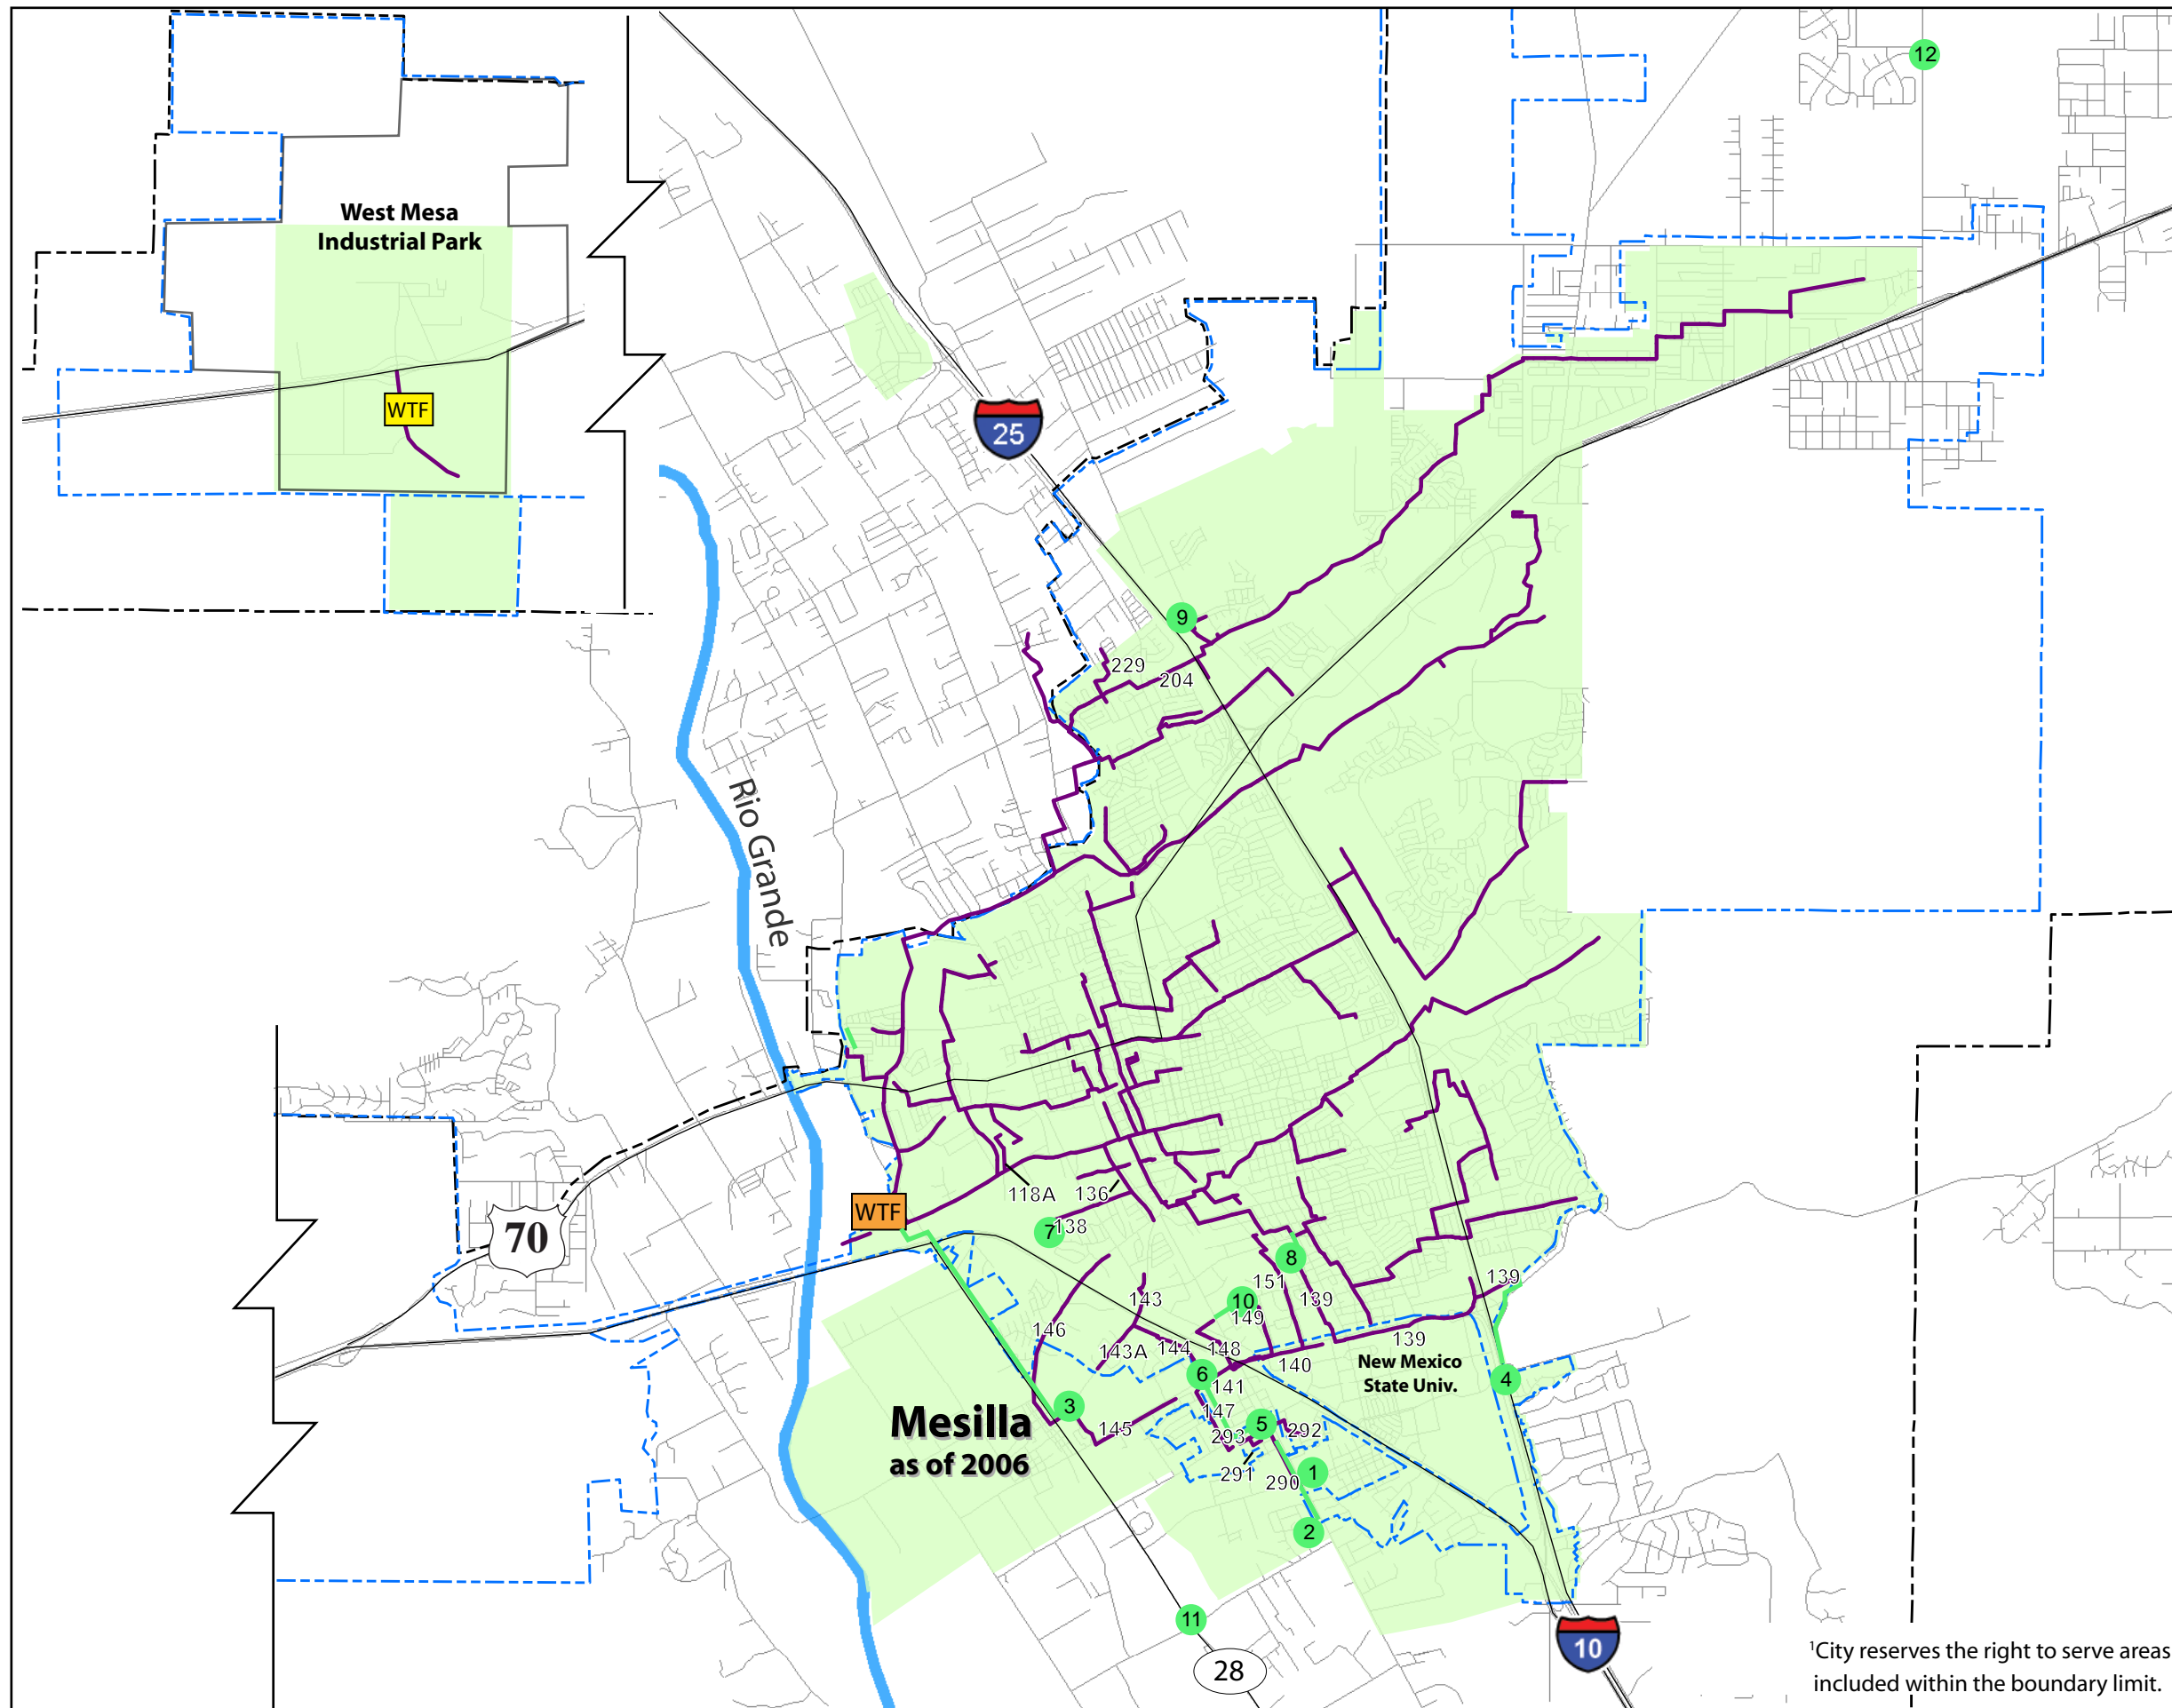 12
West Mesa
Industrial Park
WTF
25
9
229
204
Rio Grande
118A
136
WTF
7
138
70
8
151
139
10
149
139
143
146
143A
144
148
139
140
New Mexico
State Univ.
6
141
4
3
147
145
5
292
293
Mesilla
as of 2006
291
290
1
2
11
28
10
¹City reserves the right to serve areas
included within the boundary limit.